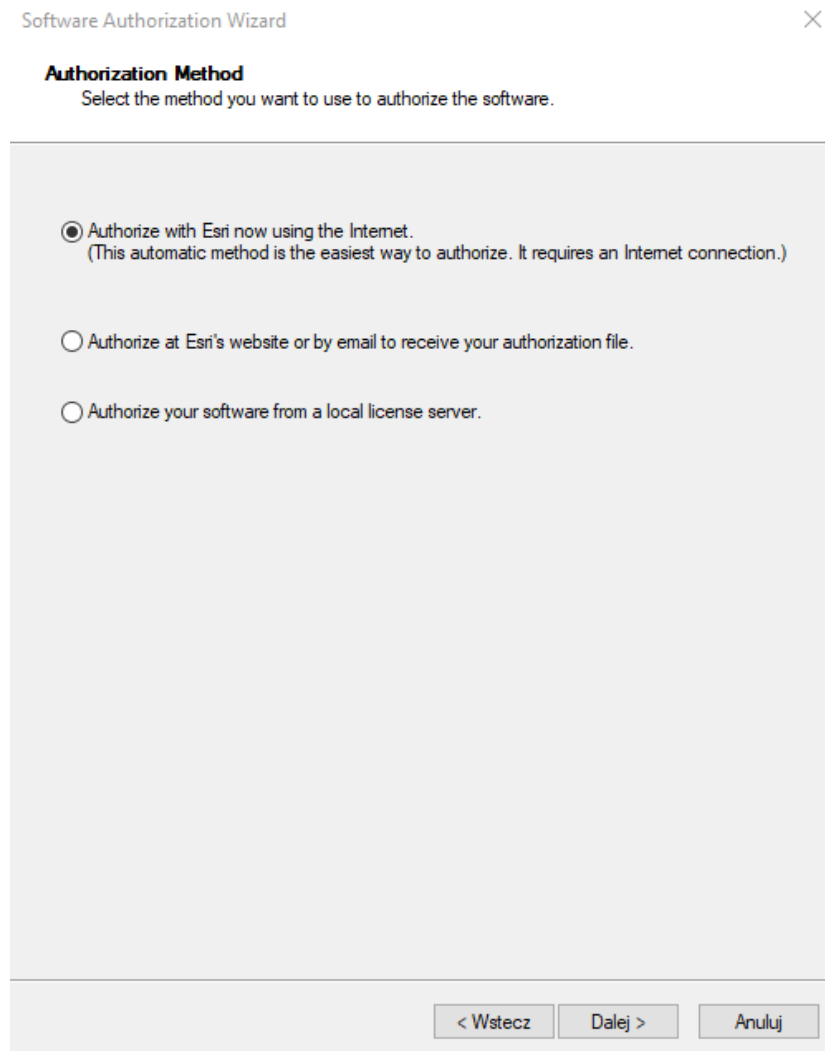 Software Authorization Wizard
Authorization Method
Select the method you want to use to authorize the software.
Authorize with Esri now using the Internet.
(This automatic method is the easiest way to authorize. It requires an Internet connection.)
Authorize at Esri's website or by email to receive your authorization file.
Authorize your software from a local license server.
< Wstecz
Dalej >
Anuluj